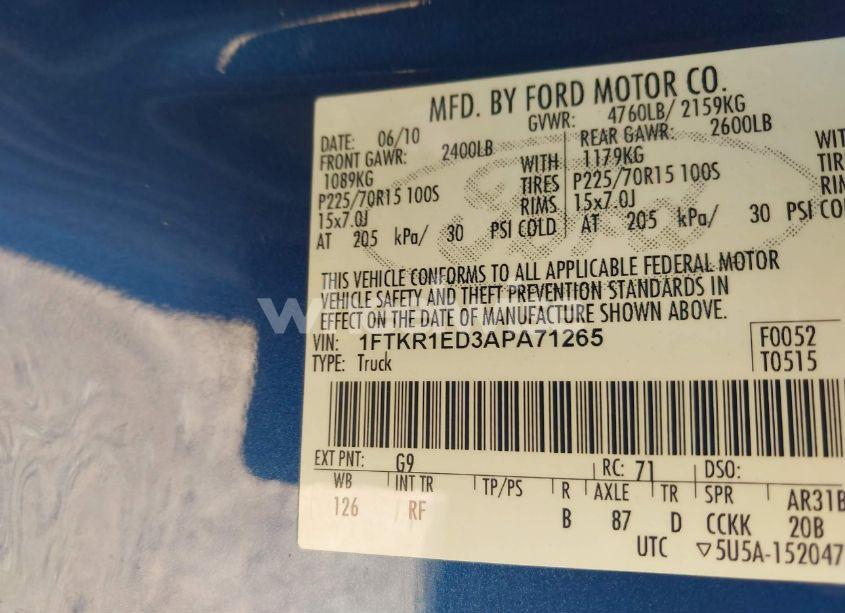 MFD. BY FORD MOTOR CO.
DATE: 06/10 GVWR: 4760LB/ 2159KG
FRONT GAWR: 2400LB REAR GAWR: 2600LB
1089KG WITH 1179KG WIT
P225/70R15 100S TIRES P225/70R15 100S TIR
15x7.0J RIMS 15x7.0J RIM
AT 205 kPa/ 30 PSI COLD AT 205 kPa/ 30 PSI COL
THIS VEHICLE CONFORMS TO ALL APPLICABLE FEDERAL MOTOR
VEHICLE SAFETY AND THEFT PREVENTION STANDARDS IN
EFFECT ON THE DATE OF MANUFACTURE SHOWN ABOVE.
VIN: 1FTKR1ED3APA71265 F0052
TYPE: Truck T0515
EXT PNT: G9 RC: 71 DSO:
WB INT TR TP/PS R AXLE TR SPR AR31B
126 RF B 87 D CCKK 20B
UTC ▽5U5A-152047